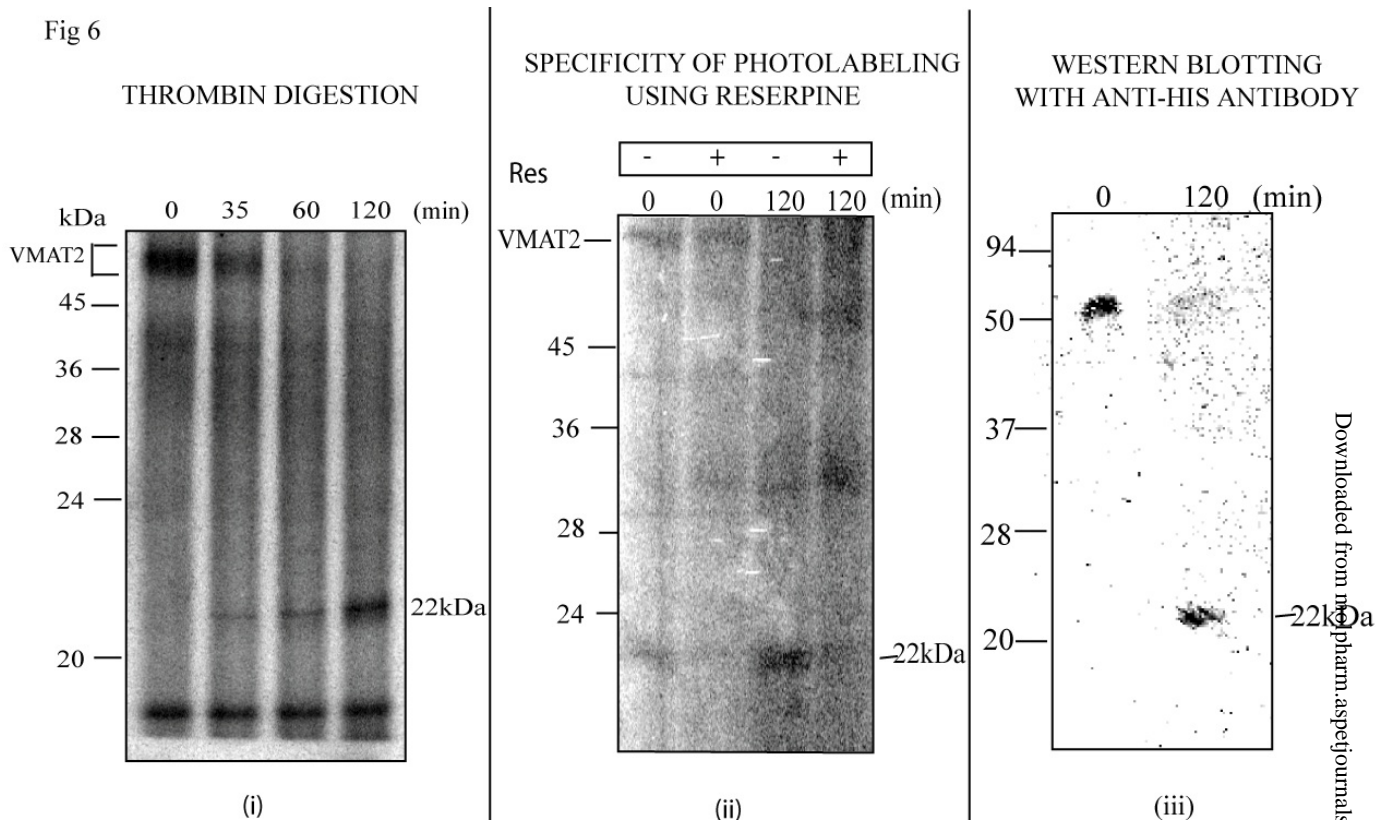 Fig 6
THROMBIN DIGESTION
kDa 0 35 60 120 (min)
VMAT2
45
36
28
24
22kDa
20
(i)
SPECIFICITY OF PHOTOLABELING
USING RESERPINE
Res - + - +
0 0 120 120 (min)
VMAT2
45
36
28
24
22kDa
(ii)
WESTERN BLOTTING
WITH ANTI-HIS ANTIBODY
0 120 (min)
94
50
37
28
22kDa
20
(iii)
Downloaded from molpharm.aspetjournals